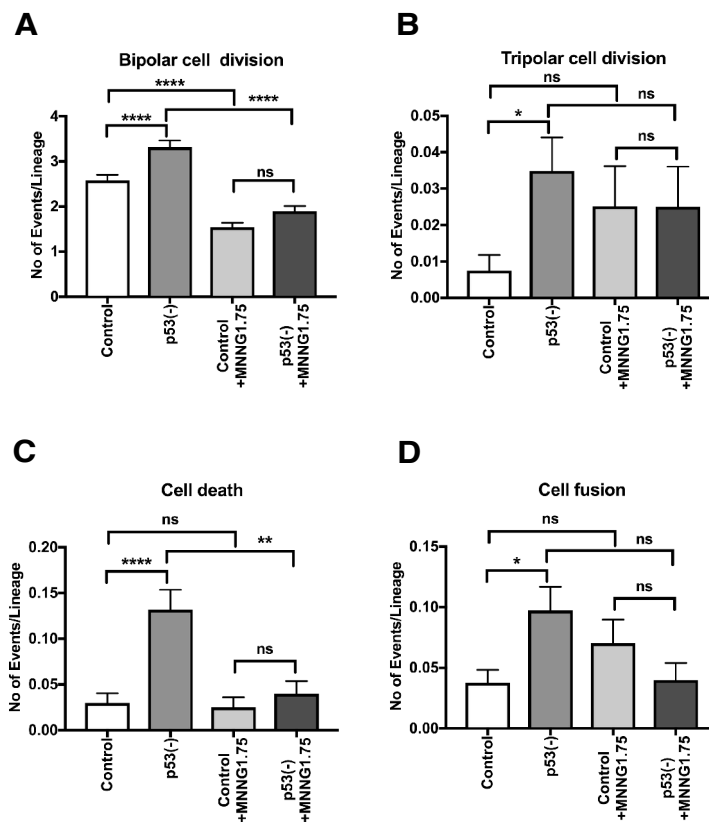 A
Bipolar cell division
****
****
****
ns
No of Events/Lineage
4
3
2
1
0
Control
p53(-)
Control
+MNNG1.75
p53(-)
+MNNG1.75
B
Tripolar cell division
ns
ns
*
ns
No of Events/Lineage
0.05
0.04
0.03
0.02
0.01
0.00
Control
p53(-)
Control
+MNNG1.75
p53(-)
+MNNG1.75
C
Cell death
ns
**
****
ns
No of Events/Lineage
0.20
0.15
0.10
0.05
0.00
Control
p53(-)
Control
+MNNG1.75
p53(-)
+MNNG1.75
D
Cell fusion
ns
ns
*
ns
No of Events/Lineage
0.15
0.10
0.05
0.00
Control
p53(-)
Control
+MNNG1.75
p53(-)
+MNNG1.75